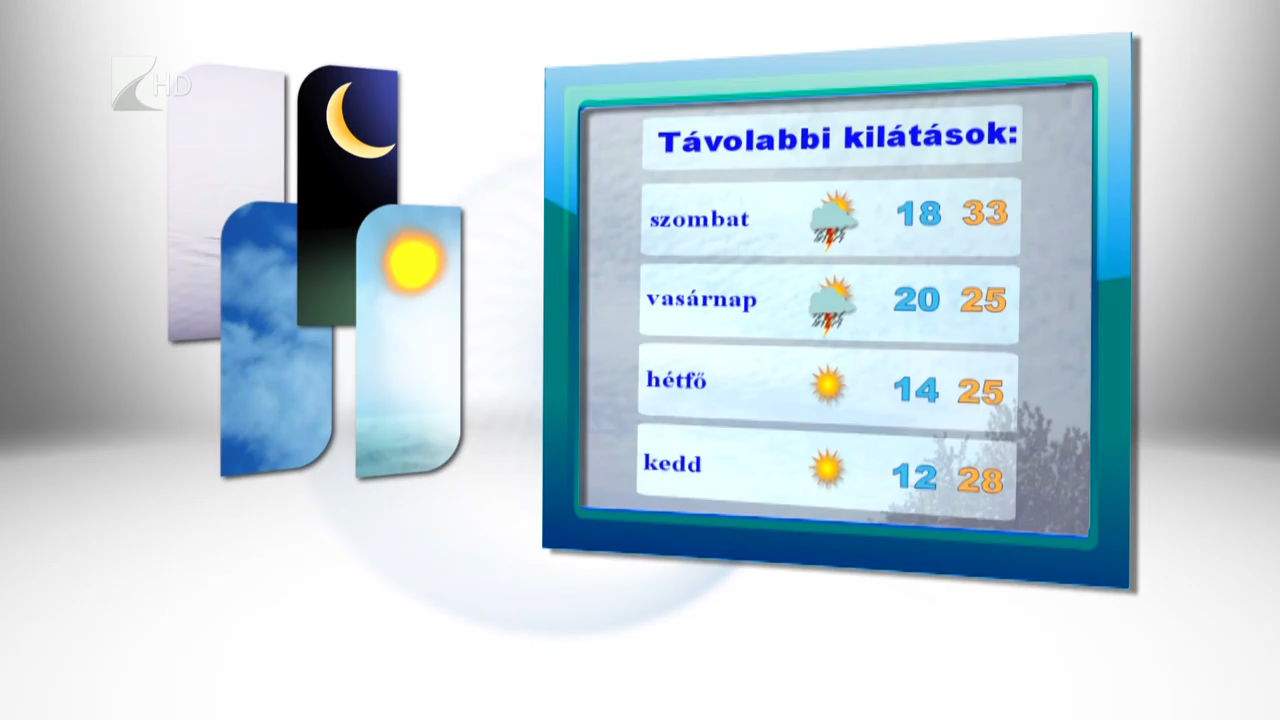 HD
Távolabbi kilátások:
szombat 18 33
vasárnap 20 25
hétfő 14 25
kedd 12 28